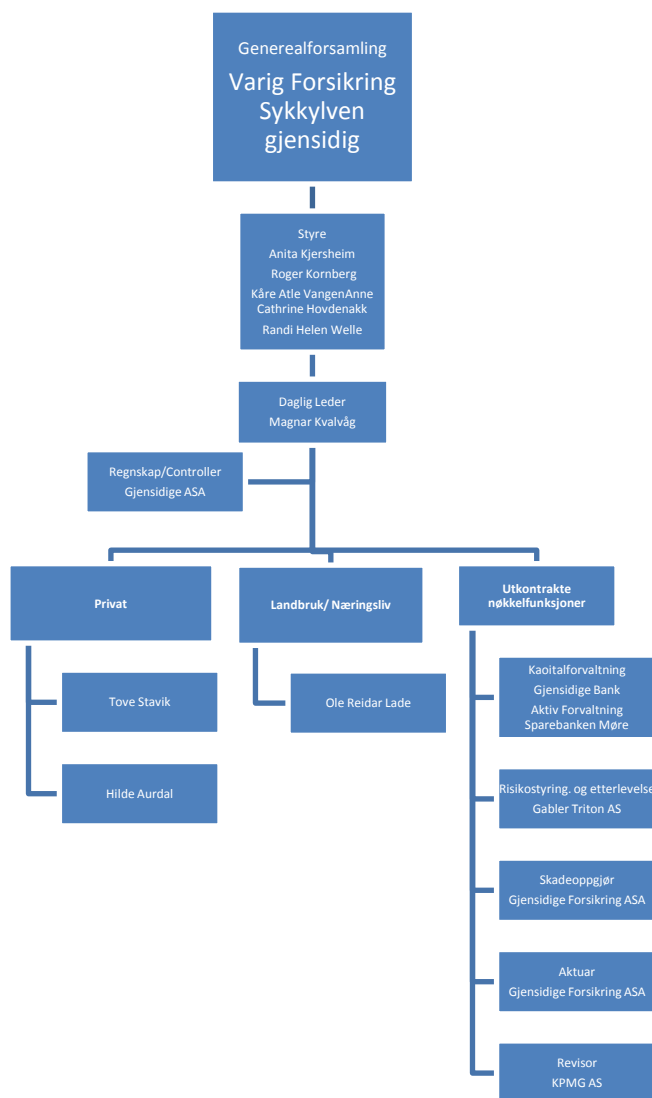 Generealforsamling
Varig Forsikring
Sykkylven
gjensidig
Styre
Anita Kjersheim
Roger Kornberg
Kåre Atle VangenAnne
Cathrine Hovdenakk
Randi Helen Welle
Daglig Leder
Magnar Kvalvåg
Regnskap/Controller
Gjensidige ASA
Privat
Tove Stavik
Hilde Aurdal
Landbruk/ Næringsliv
Ole Reidar Lade
Utkontrakte
nøkkelfunksjoner
Kaoitalforvaltning
Gjensidige Bank
Aktiv Forvaltning
Sparebanken Møre
Risikostyring. og etterlevelse
Gabler Triton AS
Skadeoppgjør
Gjensidige Forsikring ASA
Aktuar
Gjensidige Forsikring ASA
Revisor
KPMG AS